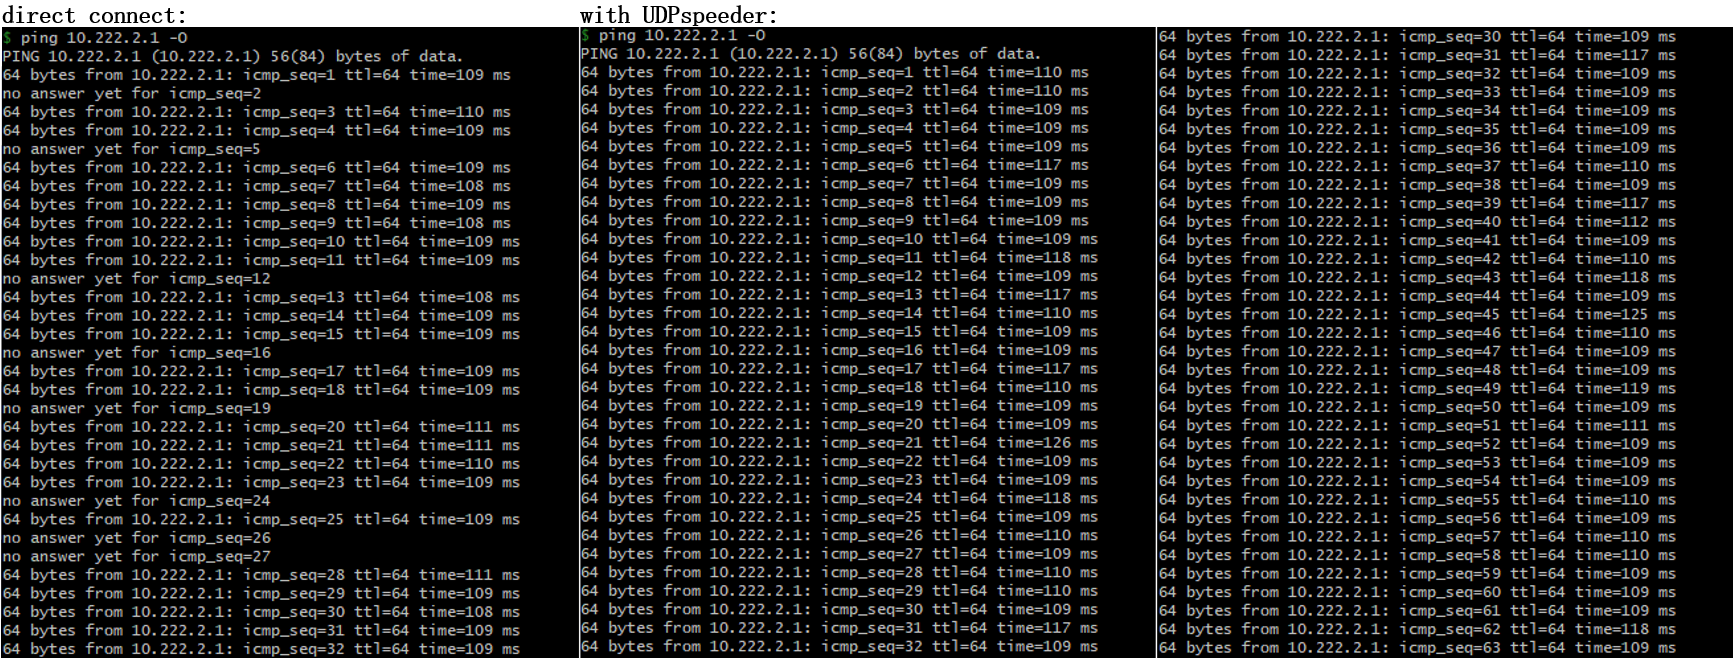 direct connect:
$ ping 10.222.2.1 -O
PING 10.222.2.1 (10.222.2.1) 56(84) bytes of data.
64 bytes from 10.222.2.1: icmp_seq=1 ttl=64 time=109 ms
no answer yet for icmp_seq=2
64 bytes from 10.222.2.1: icmp_seq=3 ttl=64 time=110 ms
64 bytes from 10.222.2.1: icmp_seq=4 ttl=64 time=109 ms
no answer yet for icmp_seq=5
64 bytes from 10.222.2.1: icmp_seq=6 ttl=64 time=109 ms
64 bytes from 10.222.2.1: icmp_seq=7 ttl=64 time=108 ms
64 bytes from 10.222.2.1: icmp_seq=8 ttl=64 time=109 ms
64 bytes from 10.222.2.1: icmp_seq=9 ttl=64 time=108 ms
64 bytes from 10.222.2.1: icmp_seq=10 ttl=64 time=109 ms
64 bytes from 10.222.2.1: icmp_seq=11 ttl=64 time=109 ms
no answer yet for icmp_seq=12
64 bytes from 10.222.2.1: icmp_seq=13 ttl=64 time=108 ms
64 bytes from 10.222.2.1: icmp_seq=14 ttl=64 time=109 ms
64 bytes from 10.222.2.1: icmp_seq=15 ttl=64 time=109 ms
no answer yet for icmp_seq=16
64 bytes from 10.222.2.1: icmp_seq=17 ttl=64 time=109 ms
64 bytes from 10.222.2.1: icmp_seq=18 ttl=64 time=109 ms
no answer yet for icmp_seq=19
64 bytes from 10.222.2.1: icmp_seq=20 ttl=64 time=111 ms
64 bytes from 10.222.2.1: icmp_seq=21 ttl=64 time=111 ms
64 bytes from 10.222.2.1: icmp_seq=22 ttl=64 time=110 ms
64 bytes from 10.222.2.1: icmp_seq=23 ttl=64 time=109 ms
no answer yet for icmp_seq=24
64 bytes from 10.222.2.1: icmp_seq=25 ttl=64 time=109 ms
no answer yet for icmp_seq=26
no answer yet for icmp_seq=27
64 bytes from 10.222.2.1: icmp_seq=28 ttl=64 time=111 ms
64 bytes from 10.222.2.1: icmp_seq=29 ttl=64 time=109 ms
64 bytes from 10.222.2.1: icmp_seq=30 ttl=64 time=108 ms
64 bytes from 10.222.2.1: icmp_seq=31 ttl=64 time=109 ms
64 bytes from 10.222.2.1: icmp_seq=32 ttl=64 time=109 ms
with UDPspeeder:
$ ping 10.222.2.1 -O
PING 10.222.2.1 (10.222.2.1) 56(84) bytes of data.
64 bytes from 10.222.2.1: icmp_seq=1 ttl=64 time=110 ms
64 bytes from 10.222.2.1: icmp_seq=2 ttl=64 time=110 ms
64 bytes from 10.222.2.1: icmp_seq=3 ttl=64 time=109 ms
64 bytes from 10.222.2.1: icmp_seq=4 ttl=64 time=109 ms
64 bytes from 10.222.2.1: icmp_seq=5 ttl=64 time=109 ms
64 bytes from 10.222.2.1: icmp_seq=6 ttl=64 time=117 ms
64 bytes from 10.222.2.1: icmp_seq=7 ttl=64 time=109 ms
64 bytes from 10.222.2.1: icmp_seq=8 ttl=64 time=109 ms
64 bytes from 10.222.2.1: icmp_seq=9 ttl=64 time=109 ms
64 bytes from 10.222.2.1: icmp_seq=10 ttl=64 time=109 ms
64 bytes from 10.222.2.1: icmp_seq=11 ttl=64 time=118 ms
64 bytes from 10.222.2.1: icmp_seq=12 ttl=64 time=109 ms
64 bytes from 10.222.2.1: icmp_seq=13 ttl=64 time=117 ms
64 bytes from 10.222.2.1: icmp_seq=14 ttl=64 time=110 ms
64 bytes from 10.222.2.1: icmp_seq=15 ttl=64 time=109 ms
64 bytes from 10.222.2.1: icmp_seq=16 ttl=64 time=109 ms
64 bytes from 10.222.2.1: icmp_seq=17 ttl=64 time=117 ms
64 bytes from 10.222.2.1: icmp_seq=18 ttl=64 time=110 ms
64 bytes from 10.222.2.1: icmp_seq=19 ttl=64 time=109 ms
64 bytes from 10.222.2.1: icmp_seq=20 ttl=64 time=109 ms
64 bytes from 10.222.2.1: icmp_seq=21 ttl=64 time=126 ms
64 bytes from 10.222.2.1: icmp_seq=22 ttl=64 time=109 ms
64 bytes from 10.222.2.1: icmp_seq=23 ttl=64 time=109 ms
64 bytes from 10.222.2.1: icmp_seq=24 ttl=64 time=118 ms
64 bytes from 10.222.2.1: icmp_seq=25 ttl=64 time=109 ms
64 bytes from 10.222.2.1: icmp_seq=26 ttl=64 time=110 ms
64 bytes from 10.222.2.1: icmp_seq=27 ttl=64 time=109 ms
64 bytes from 10.222.2.1: icmp_seq=28 ttl=64 time=110 ms
64 bytes from 10.222.2.1: icmp_seq=29 ttl=64 time=110 ms
64 bytes from 10.222.2.1: icmp_seq=30 ttl=64 time=109 ms
64 bytes from 10.222.2.1: icmp_seq=31 ttl=64 time=117 ms
64 bytes from 10.222.2.1: icmp_seq=32 ttl=64 time=109 ms
64 bytes from 10.222.2.1: icmp_seq=30 ttl=64 time=109 ms
64 bytes from 10.222.2.1: icmp_seq=31 ttl=64 time=117 ms
64 bytes from 10.222.2.1: icmp_seq=32 ttl=64 time=109 ms
64 bytes from 10.222.2.1: icmp_seq=33 ttl=64 time=109 ms
64 bytes from 10.222.2.1: icmp_seq=34 ttl=64 time=109 ms
64 bytes from 10.222.2.1: icmp_seq=35 ttl=64 time=109 ms
64 bytes from 10.222.2.1: icmp_seq=36 ttl=64 time=109 ms
64 bytes from 10.222.2.1: icmp_seq=37 ttl=64 time=110 ms
64 bytes from 10.222.2.1: icmp_seq=38 ttl=64 time=109 ms
64 bytes from 10.222.2.1: icmp_seq=39 ttl=64 time=117 ms
64 bytes from 10.222.2.1: icmp_seq=40 ttl=64 time=112 ms
64 bytes from 10.222.2.1: icmp_seq=41 ttl=64 time=109 ms
64 bytes from 10.222.2.1: icmp_seq=42 ttl=64 time=110 ms
64 bytes from 10.222.2.1: icmp_seq=43 ttl=64 time=118 ms
64 bytes from 10.222.2.1: icmp_seq=44 ttl=64 time=109 ms
64 bytes from 10.222.2.1: icmp_seq=45 ttl=64 time=125 ms
64 bytes from 10.222.2.1: icmp_seq=46 ttl=64 time=110 ms
64 bytes from 10.222.2.1: icmp_seq=47 ttl=64 time=109 ms
64 bytes from 10.222.2.1: icmp_seq=48 ttl=64 time=109 ms
64 bytes from 10.222.2.1: icmp_seq=49 ttl=64 time=119 ms
64 bytes from 10.222.2.1: icmp_seq=50 ttl=64 time=109 ms
64 bytes from 10.222.2.1: icmp_seq=51 ttl=64 time=111 ms
64 bytes from 10.222.2.1: icmp_seq=52 ttl=64 time=109 ms
64 bytes from 10.222.2.1: icmp_seq=53 ttl=64 time=109 ms
64 bytes from 10.222.2.1: icmp_seq=54 ttl=64 time=109 ms
64 bytes from 10.222.2.1: icmp_seq=55 ttl=64 time=110 ms
64 bytes from 10.222.2.1: icmp_seq=56 ttl=64 time=109 ms
64 bytes from 10.222.2.1: icmp_seq=57 ttl=64 time=110 ms
64 bytes from 10.222.2.1: icmp_seq=58 ttl=64 time=110 ms
64 bytes from 10.222.2.1: icmp_seq=59 ttl=64 time=109 ms
64 bytes from 10.222.2.1: icmp_seq=60 ttl=64 time=109 ms
64 bytes from 10.222.2.1: icmp_seq=61 ttl=64 time=109 ms
64 bytes from 10.222.2.1: icmp_seq=62 ttl=64 time=118 ms
64 bytes from 10.222.2.1: icmp_seq=63 ttl=64 time=109 ms